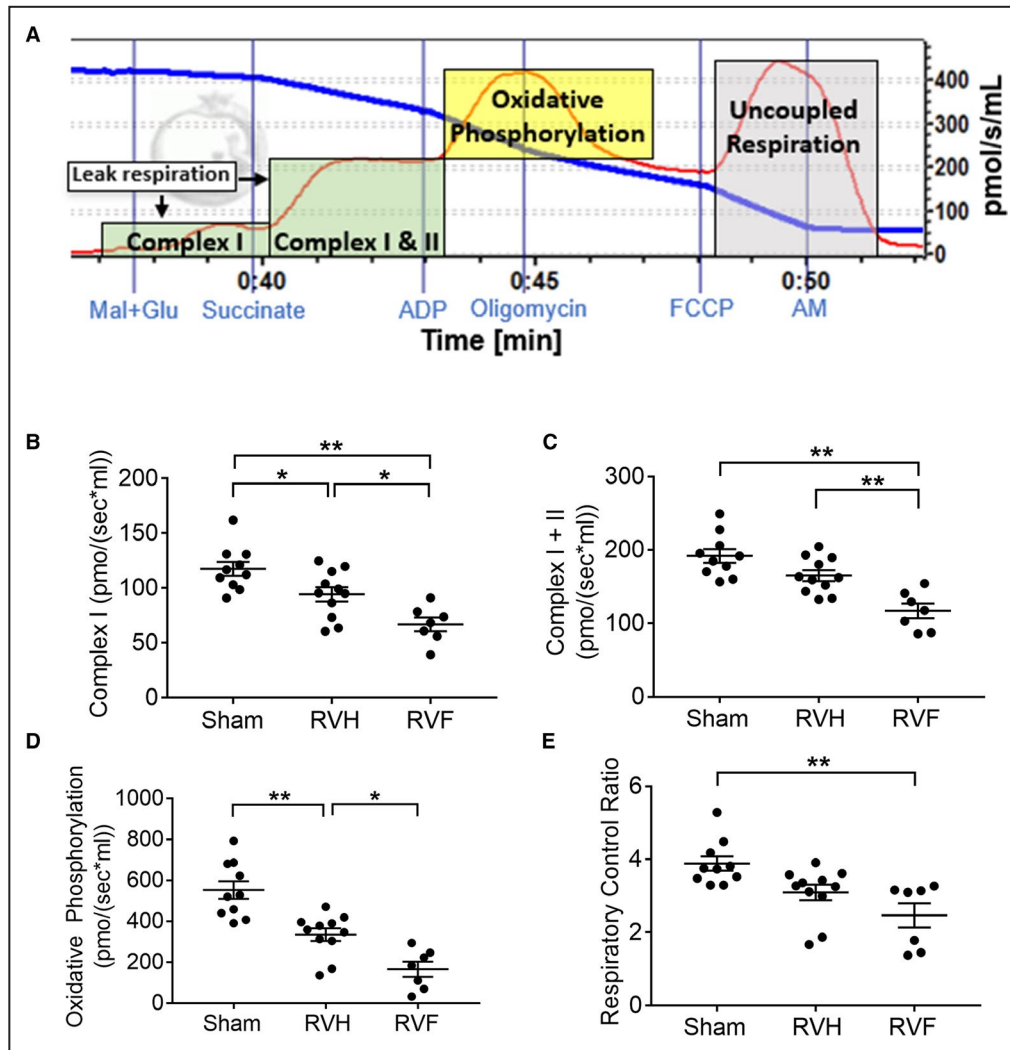 A
Oxidative
Phosphorylation
Uncoupled
Respiration
Leak respiration
Complex I
Complex I & II
400
300
200
100
0
pmol/s/mL
0:40
0:45
0:50
Mal+Glu
Succinate
ADP
Oligomycin
FCCP
AM
Time [min]
B
Complex I (pmo/(sec*ml))
200
150
100
50
0
**
*
*
Sham
RVH
RVF
C
Complex I + II
(pmo/(sec*ml))
300
200
100
0
**
**
Sham
RVH
RVF
D
Oxidative Phosphorylation
(pmo/(sec*ml))
1000
800
600
400
200
0
**
*
Sham
RVH
RVF
E
Respiratory Control Ratio
6
4
2
0
**
Sham
RVH
RVF